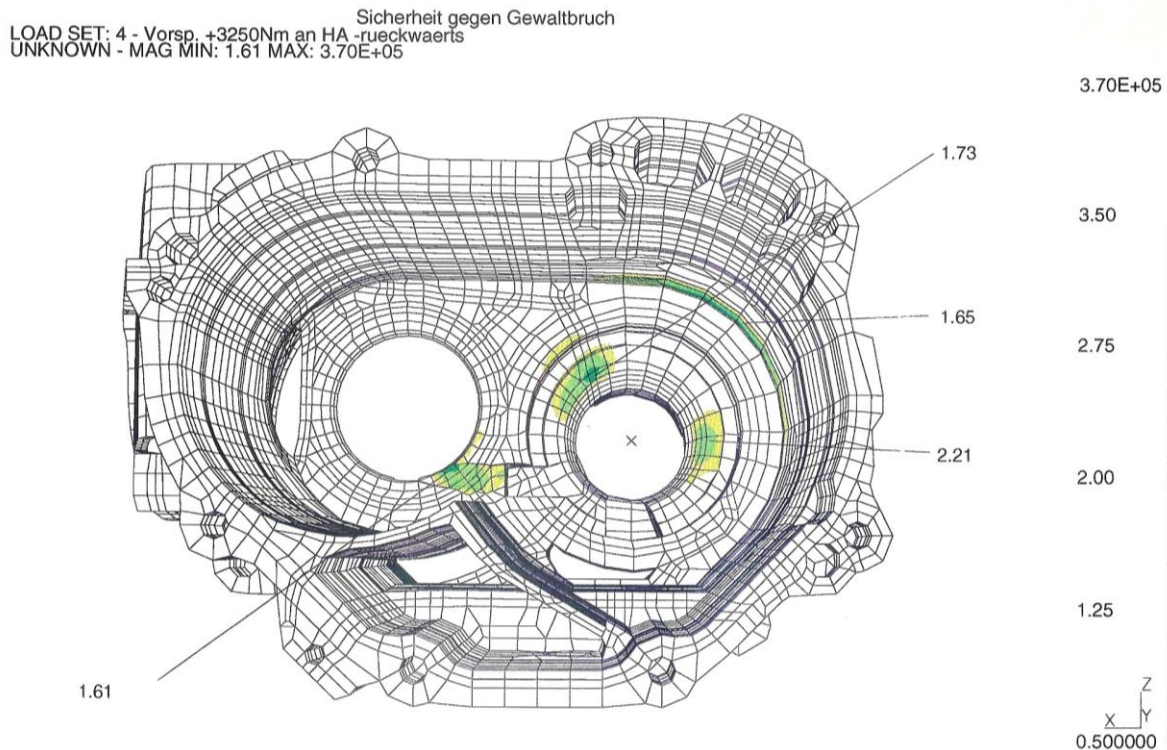 Sicherheit gegen Gewaltbruch
LOAD SET: 4 - Vorsp. +3250Nm an HA -rueckwaerts
UNKNOWN - MAG MIN: 1.61 MAX: 3.70E+05
3.70E+05
1.73
3.50
1.65
2.75
2.21
2.00
1.25
1.61
Z
X Y
0.500000